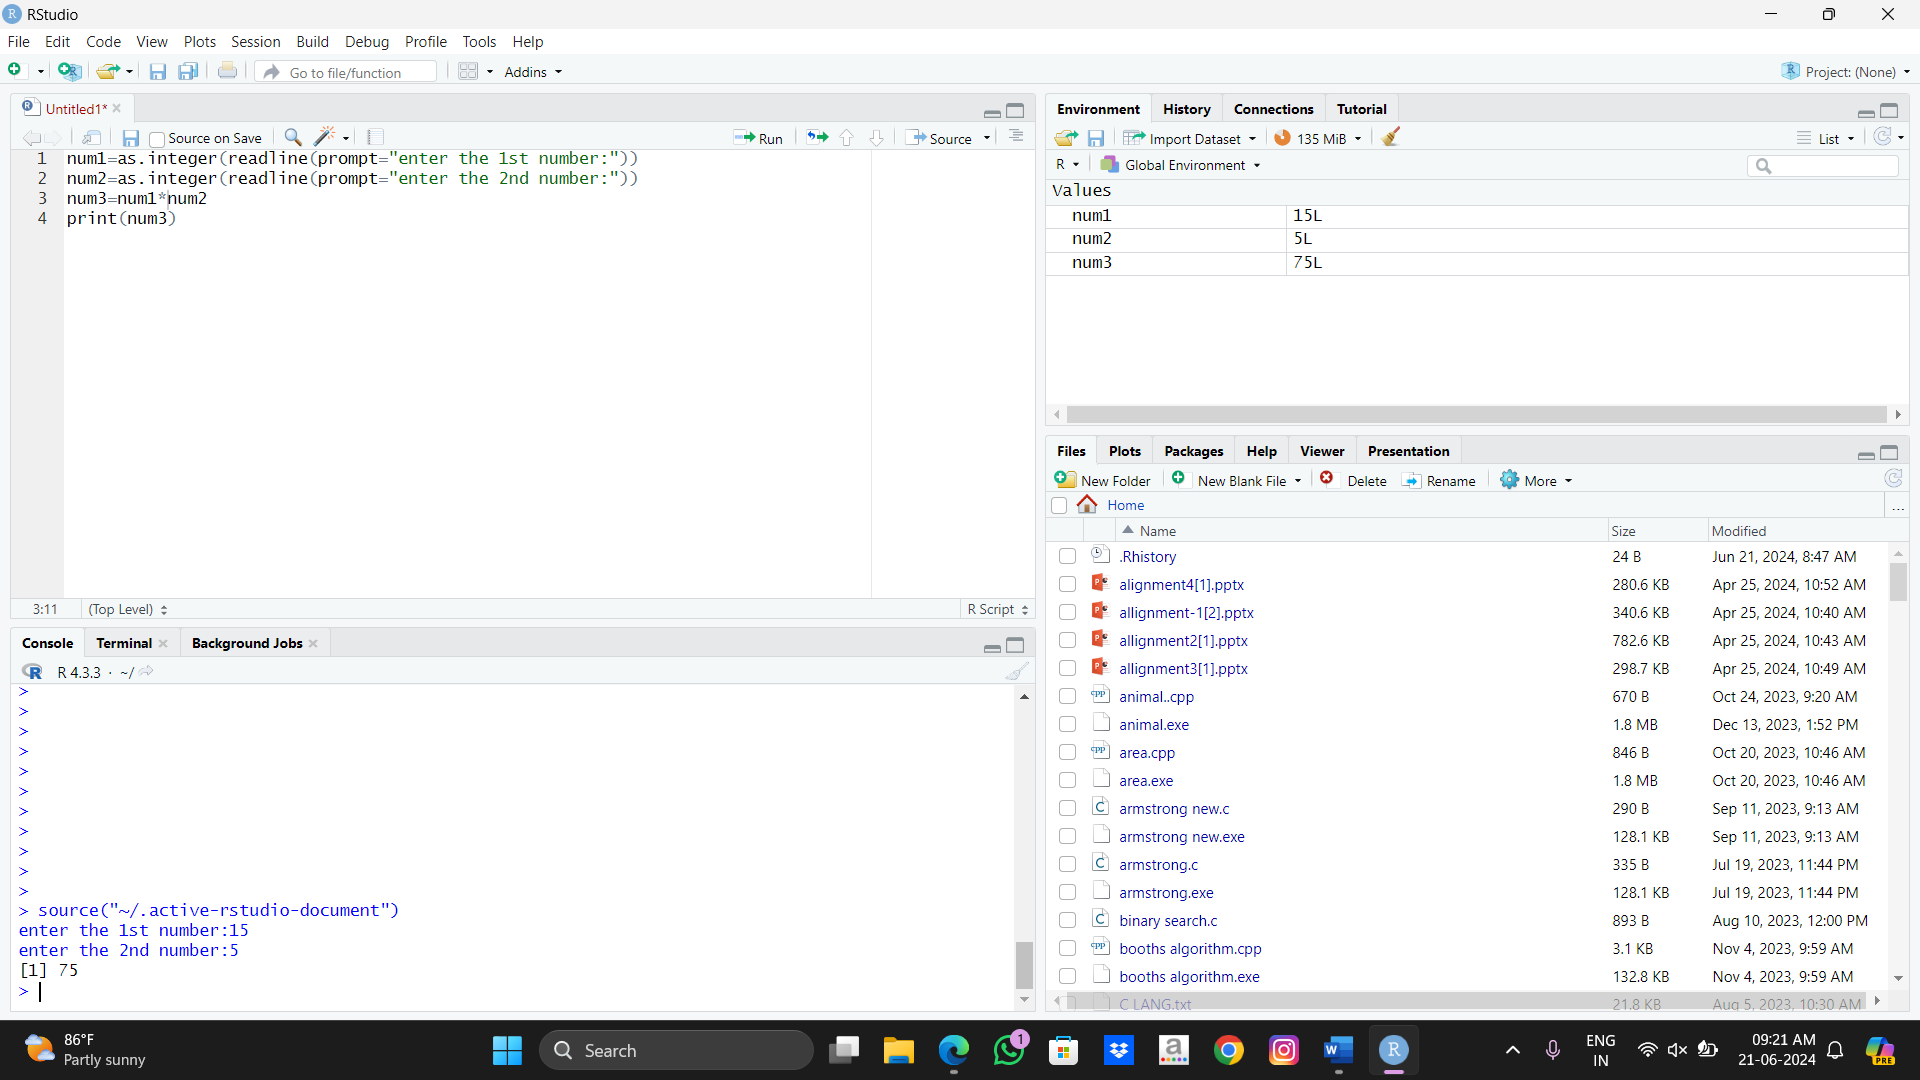 RStudio
File Edit Code View Plots Session Build Debug Profile Tools Help
Go to file/function Addins Project: (None)
Untitled1*
Source on Save Run Source
1 num1=as.integer(readline(prompt="enter the 1st number:"))
2 num2=as.integer(readline(prompt="enter the 2nd number:"))
3 num3=num1*num2
4 print(num3)
3:11 (Top Level) R Script
Console Terminal Background Jobs
R 4.3.3 · ~/
>
>
>
>
>
>
>
>
>
>
>
> source("~/.active-rstudio-document")
enter the 1st number:15
enter the 2nd number:5
[1] 75
>
Environment History Connections Tutorial
Import Dataset 135 MiB List
R Global Environment
Values
num1 15L
num2 5L
num3 75L
Files Plots Packages Help Viewer Presentation
New Folder New Blank File Delete Rename More
Home ...
Name Size Modified
.Rhistory 24 B Jun 21, 2024, 8:47 AM
alignment4[1].pptx 280.6 KB Apr 25, 2024, 10:52 AM
allignment-1[2].pptx 340.6 KB Apr 25, 2024, 10:40 AM
allignment2[1].pptx 782.6 KB Apr 25, 2024, 10:43 AM
allignment3[1].pptx 298.7 KB Apr 25, 2024, 10:49 AM
animal..cpp 670 B Oct 24, 2023, 9:20 AM
animal.exe 1.8 MB Dec 13, 2023, 1:52 PM
area.cpp 846 B Oct 20, 2023, 10:46 AM
area.exe 1.8 MB Oct 20, 2023, 10:46 AM
armstrong new.c 290 B Sep 11, 2023, 9:13 AM
armstrong new.exe 128.1 KB Sep 11, 2023, 9:13 AM
armstrong.c 335 B Jul 19, 2023, 11:44 PM
armstrong.exe 128.1 KB Jul 19, 2023, 11:44 PM
binary search.c 893 B Aug 10, 2023, 12:00 PM
booths algorithm.cpp 3.1 KB Nov 4, 2023, 9:59 AM
booths algorithm.exe 132.8 KB Nov 4, 2023, 9:59 AM
C LANG.txt 21.8 KB Aug 5, 2023, 10:30 AM
86°F
Partly sunny
Search
1
ENG
IN
09:21 AM
21-06-2024
PRE